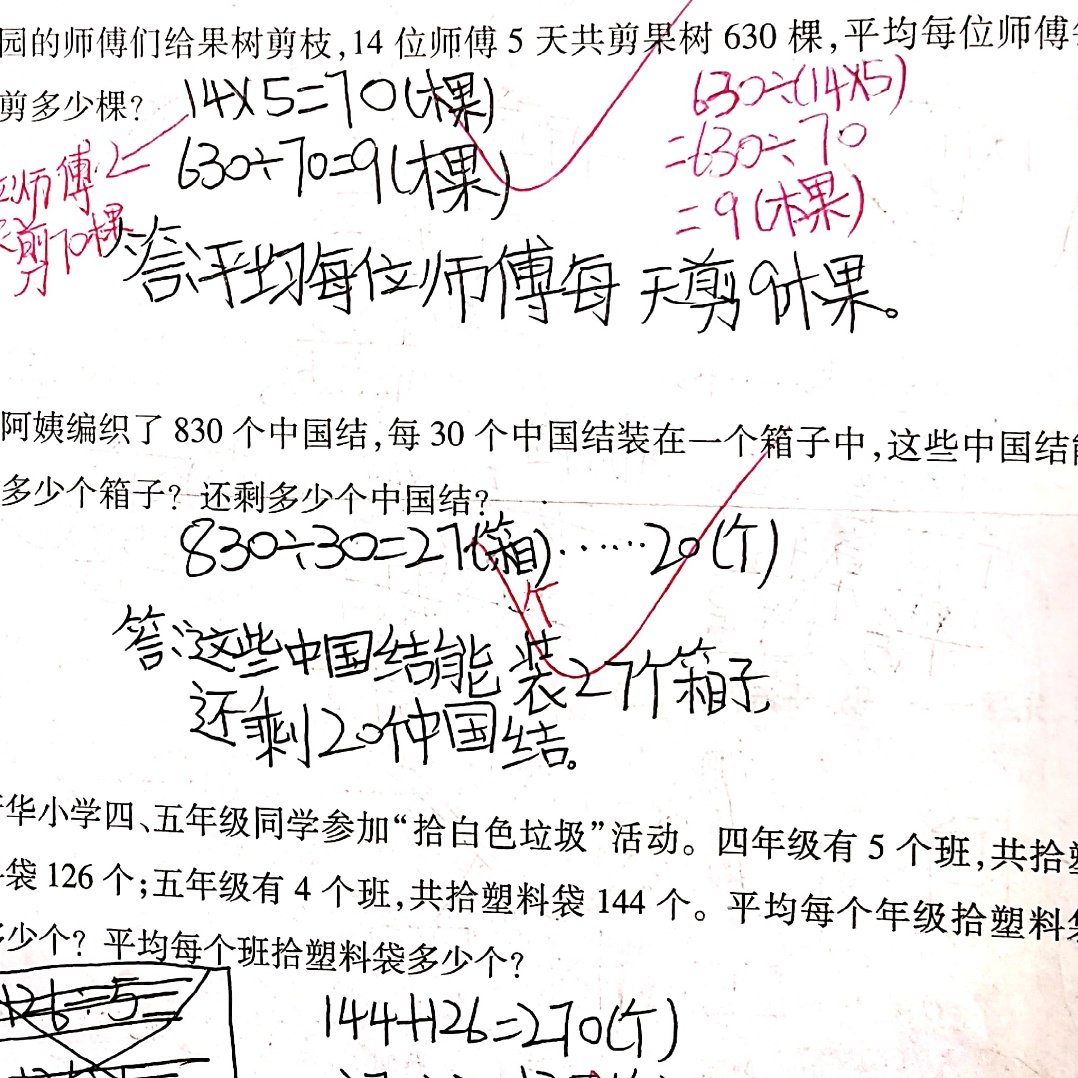 园的师傅们给果树剪枝,14 位师傅 5 天共剪果树 630 棵,平均每位师傅
剪多少棵?
14×5=70(棵)
630÷70=9(棵)
答:平均每位师傅每天剪9棵。
630÷(14×5)
=630÷70
=9(棵)
师傅
剪70棵
阿姨编织了 830 个中国结,每 30 个中国结装在一个箱子中,这些中国结
多少个箱子? 还剩多少个中国结?
830÷30=27(箱)……20(个)
个
答:这些中国结能装27个箱子,
还剩20个中国结。
华小学四、五年级同学参加“拾白色垃圾”活动。四年级有 5 个班,共拾
袋 126 个;五年级有 4 个班,共拾塑料袋 144 个。平均每个年级拾塑料
少个? 平均每个班拾塑料袋多少个?
126÷5=
144+126=270(个)